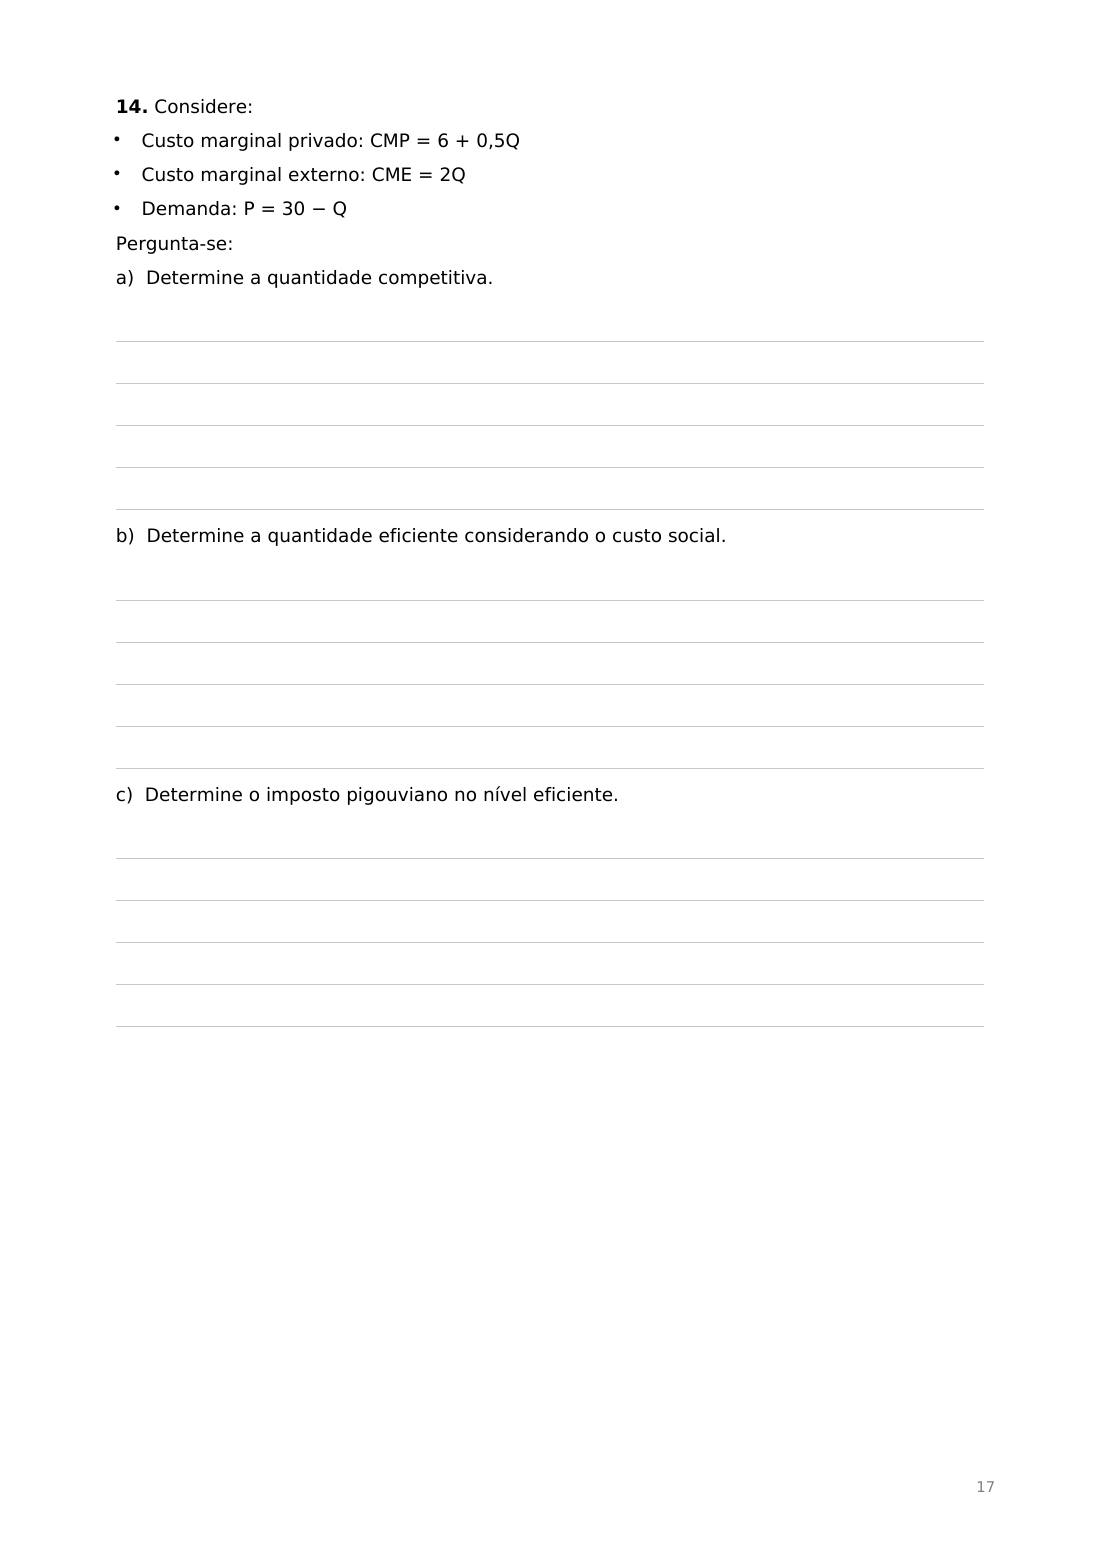 14. Considere:
• Custo marginal privado: CMP = 6 + 0,5Q
• Custo marginal externo: CME = 2Q
• Demanda: P = 30 − Q
Pergunta-se:
a) Determine a quantidade competitiva.
b) Determine a quantidade eficiente considerando o custo social.
c) Determine o imposto pigouviano no nível eficiente.
17